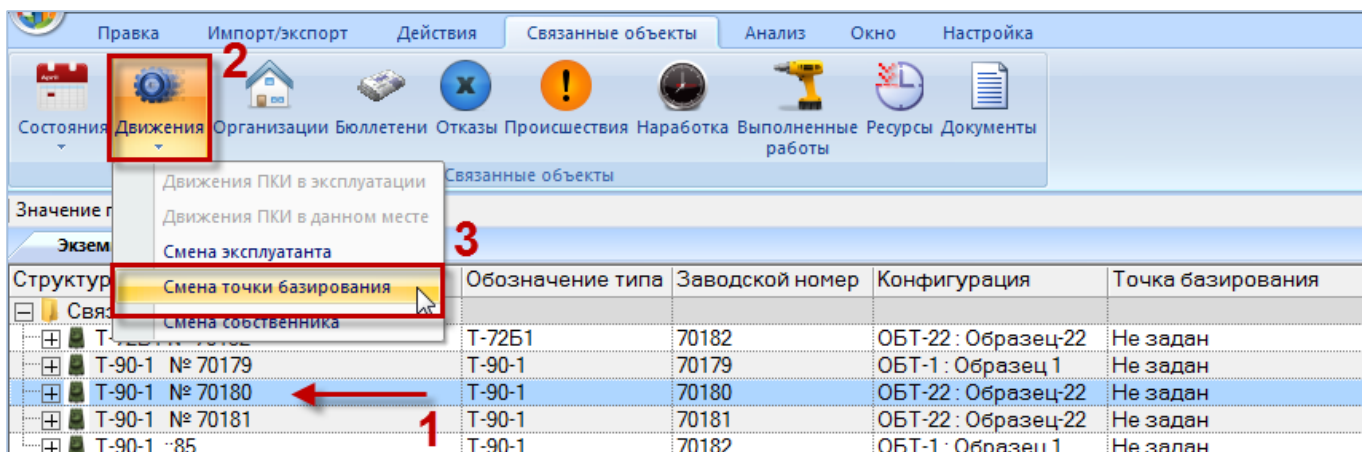 Правка Импорт/экспорт Действия Связанные объекты Анализ Окно Настройка
2
April
Состояния Движения Организации Бюллетени Отказы Происшествия Наработка Выполненные работы Ресурсы Документы
Связанные объекты
Движения ПКИ в эксплуатации
Движения ПКИ в данном месте
Смена эксплуатанта
Смена точки базирования
Смена собственника
3
Значение
Обозначение типа Заводской номер Конфигурация Точка базирования
Т-72Б1 70182 ОБТ-22 : Образец-22 Не задан
Т-90-1 № 70179 Т-90-1 70179 ОБТ-1 : Образец 1 Не задан
Т-90-1 № 70180 Т-90-1 70180 ОБТ-22 : Образец-22 Не задан
Т-90-1 № 70181 Т-90-1 70181 ОБТ-22 : Образец-22 Не задан
1
Т-90-1 ::85 Т-90-1 70182 ОБТ-1 : Образец 1 Не задан